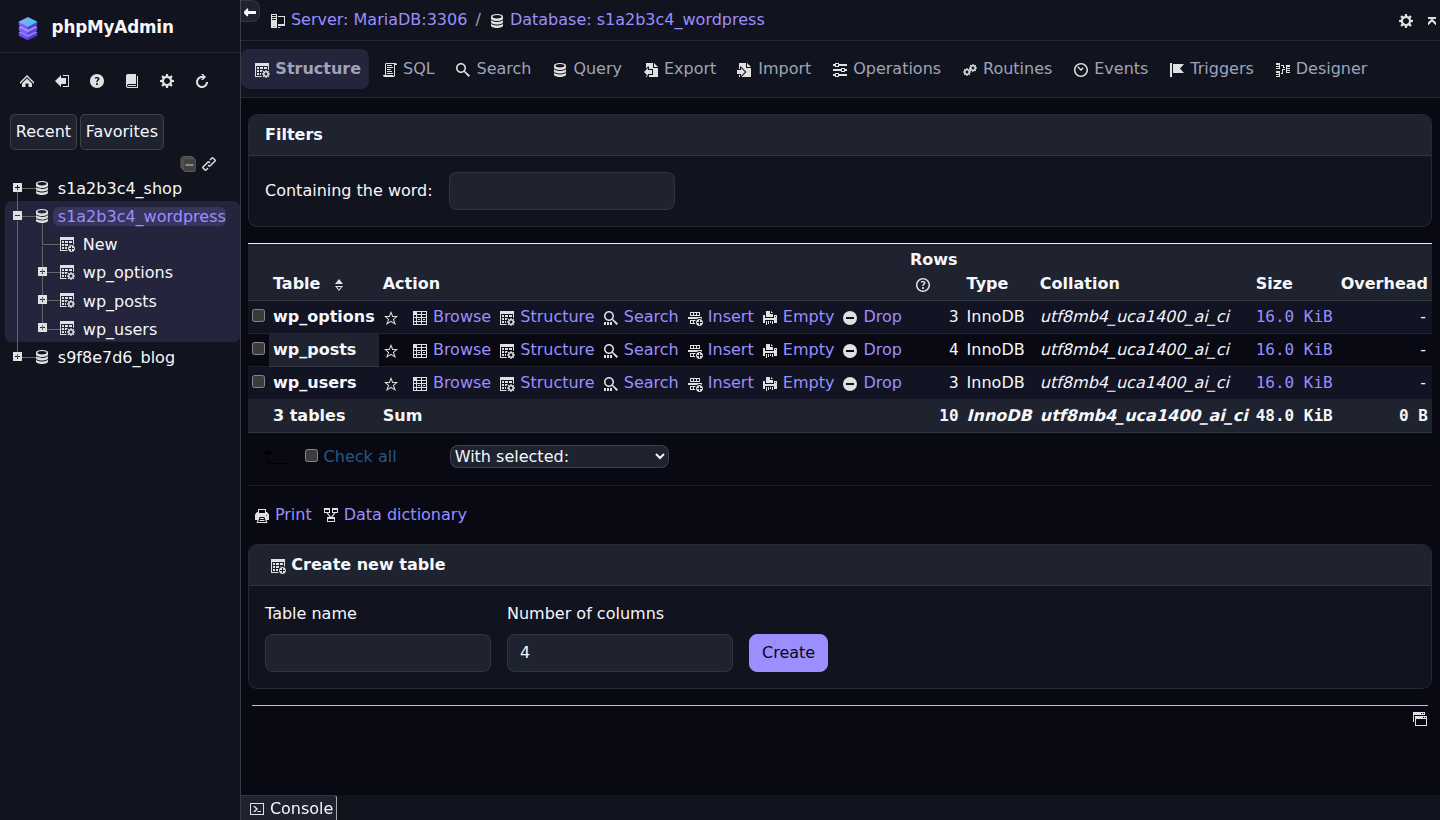 phpMyAdmin
Recent Favorites
s1a2b3c4_shop
s1a2b3c4_wordpress
New
wp_options
wp_posts
wp_users
s9f8e7d6_blog
Server: MariaDB:3306 / Database: s1a2b3c4_wordpress
Structure SQL Search Query Export Import Operations Routines Events Triggers Designer
Filters
Containing the word:
Table Action Rows Type Collation Size Overhead
wp_options Browse Structure Search Insert Empty Drop 3 InnoDB utf8mb4_uca1400_ai_ci 16.0 KiB -
wp_posts Browse Structure Search Insert Empty Drop 4 InnoDB utf8mb4_uca1400_ai_ci 16.0 KiB -
wp_users Browse Structure Search Insert Empty Drop 3 InnoDB utf8mb4_uca1400_ai_ci 16.0 KiB -
3 tables Sum 10 InnoDB utf8mb4_uca1400_ai_ci 48.0 KiB 0 B
Check all With selected:
Print Data dictionary
Create new table
Table name Number of columns
4 Create
Console